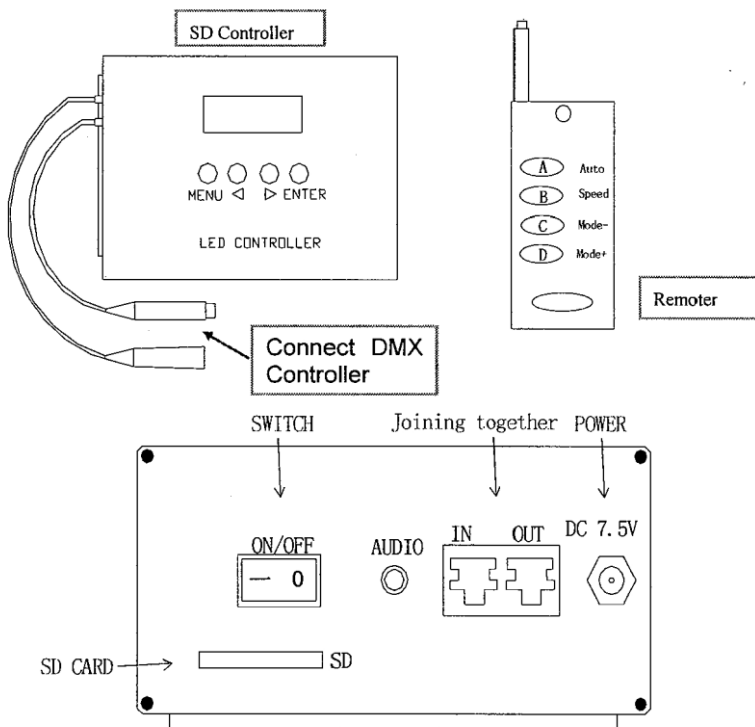 SD Controller
MENU ◁ ▷ ENTER
LED CONTROLLER
A Auto
B Speed
C Mode-
D Mode+
Remoter
Connect DMX
Controller
SWITCH
Joining together
POWER
ON/OFF
— 0
AUDIO
IN
OUT
DC 7.5V
SD CARD
SD